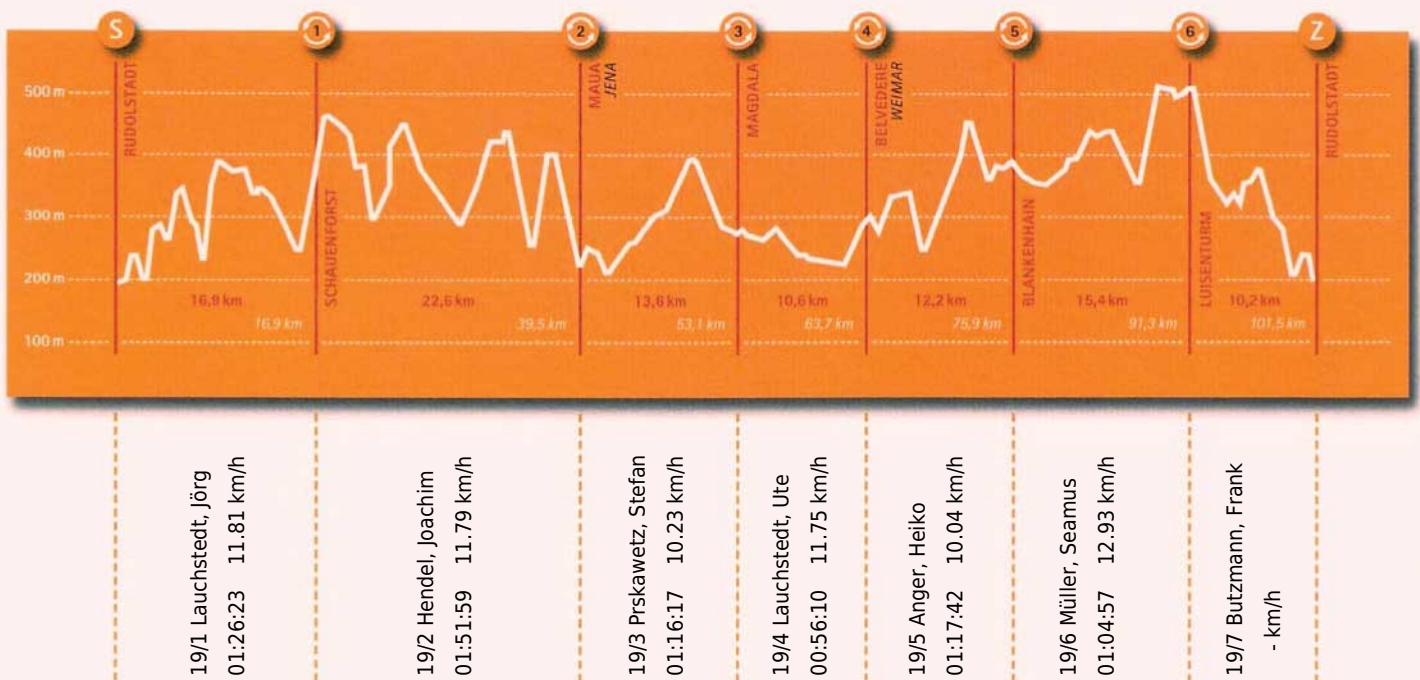 S
1
2
3
4
5
6
Z
500 m
400 m
300 m
200 m
100 m
RUDOLSTADT
SCHAUENFORST
MAUA
JENA
MAGDALA
BELVEDERE
WEIMAR
BLANKENHAIN
LUISENTURM
RUDOLSTADT
16,9 km
22,6 km
13,6 km
10,6 km
12,2 km
15,4 km
10,2 km
16,9 km
39,5 km
53,1 km
63,7 km
75,9 km
91,3 km
101,5 km
19/1 Lauchstedt, Jörg
01:26:23 11.81 km/h
19/2 Hendel, Joachim
01:51:59 11.79 km/h
19/3 Prskawetz, Stefan
01:16:17 10.23 km/h
19/4 Lauchstedt, Ute
00:56:10 11.75 km/h
19/5 Anger, Heiko
01:17:42 10.04 km/h
19/6 Müller, Seamus
01:04:57 12.93 km/h
19/7 Butzmann, Frank
- km/h